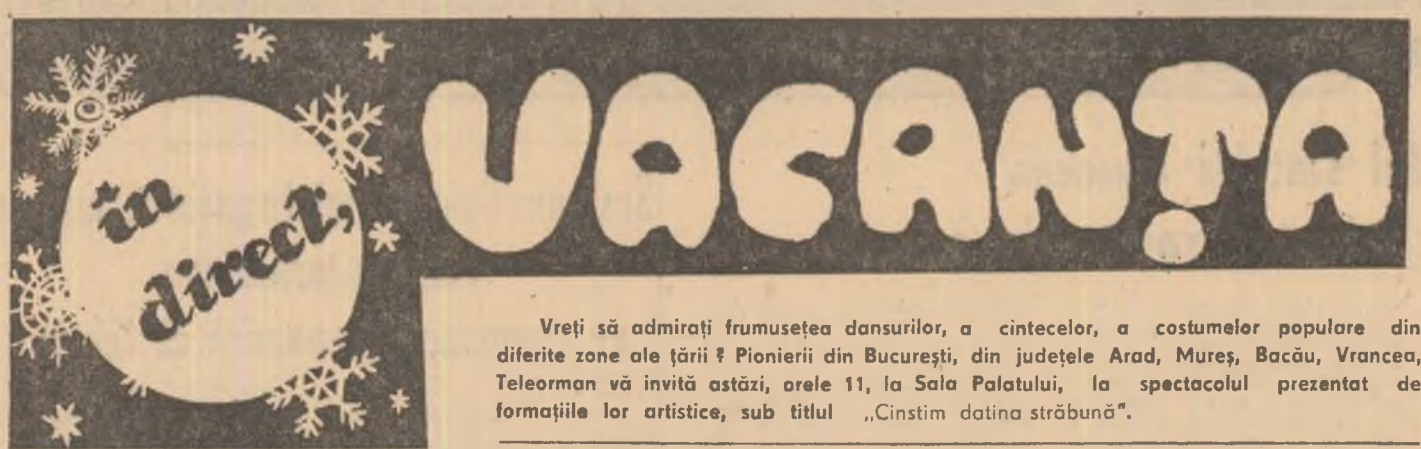 în
direct,
VACANȚA
Vreți să admirați frumusețea dansurilor, a cîntecelor, a costumelor populare din
diferite zone ale țării ? Pionierii din București, din județele Arad, Mureș, Bacău, Vrancea,
Teleorman vă invită astăzi, orele 11, la Sala Palatului, la spectacolul prezentat de
formațiile lor artistice, sub titlul „Cinstim datina străbună".